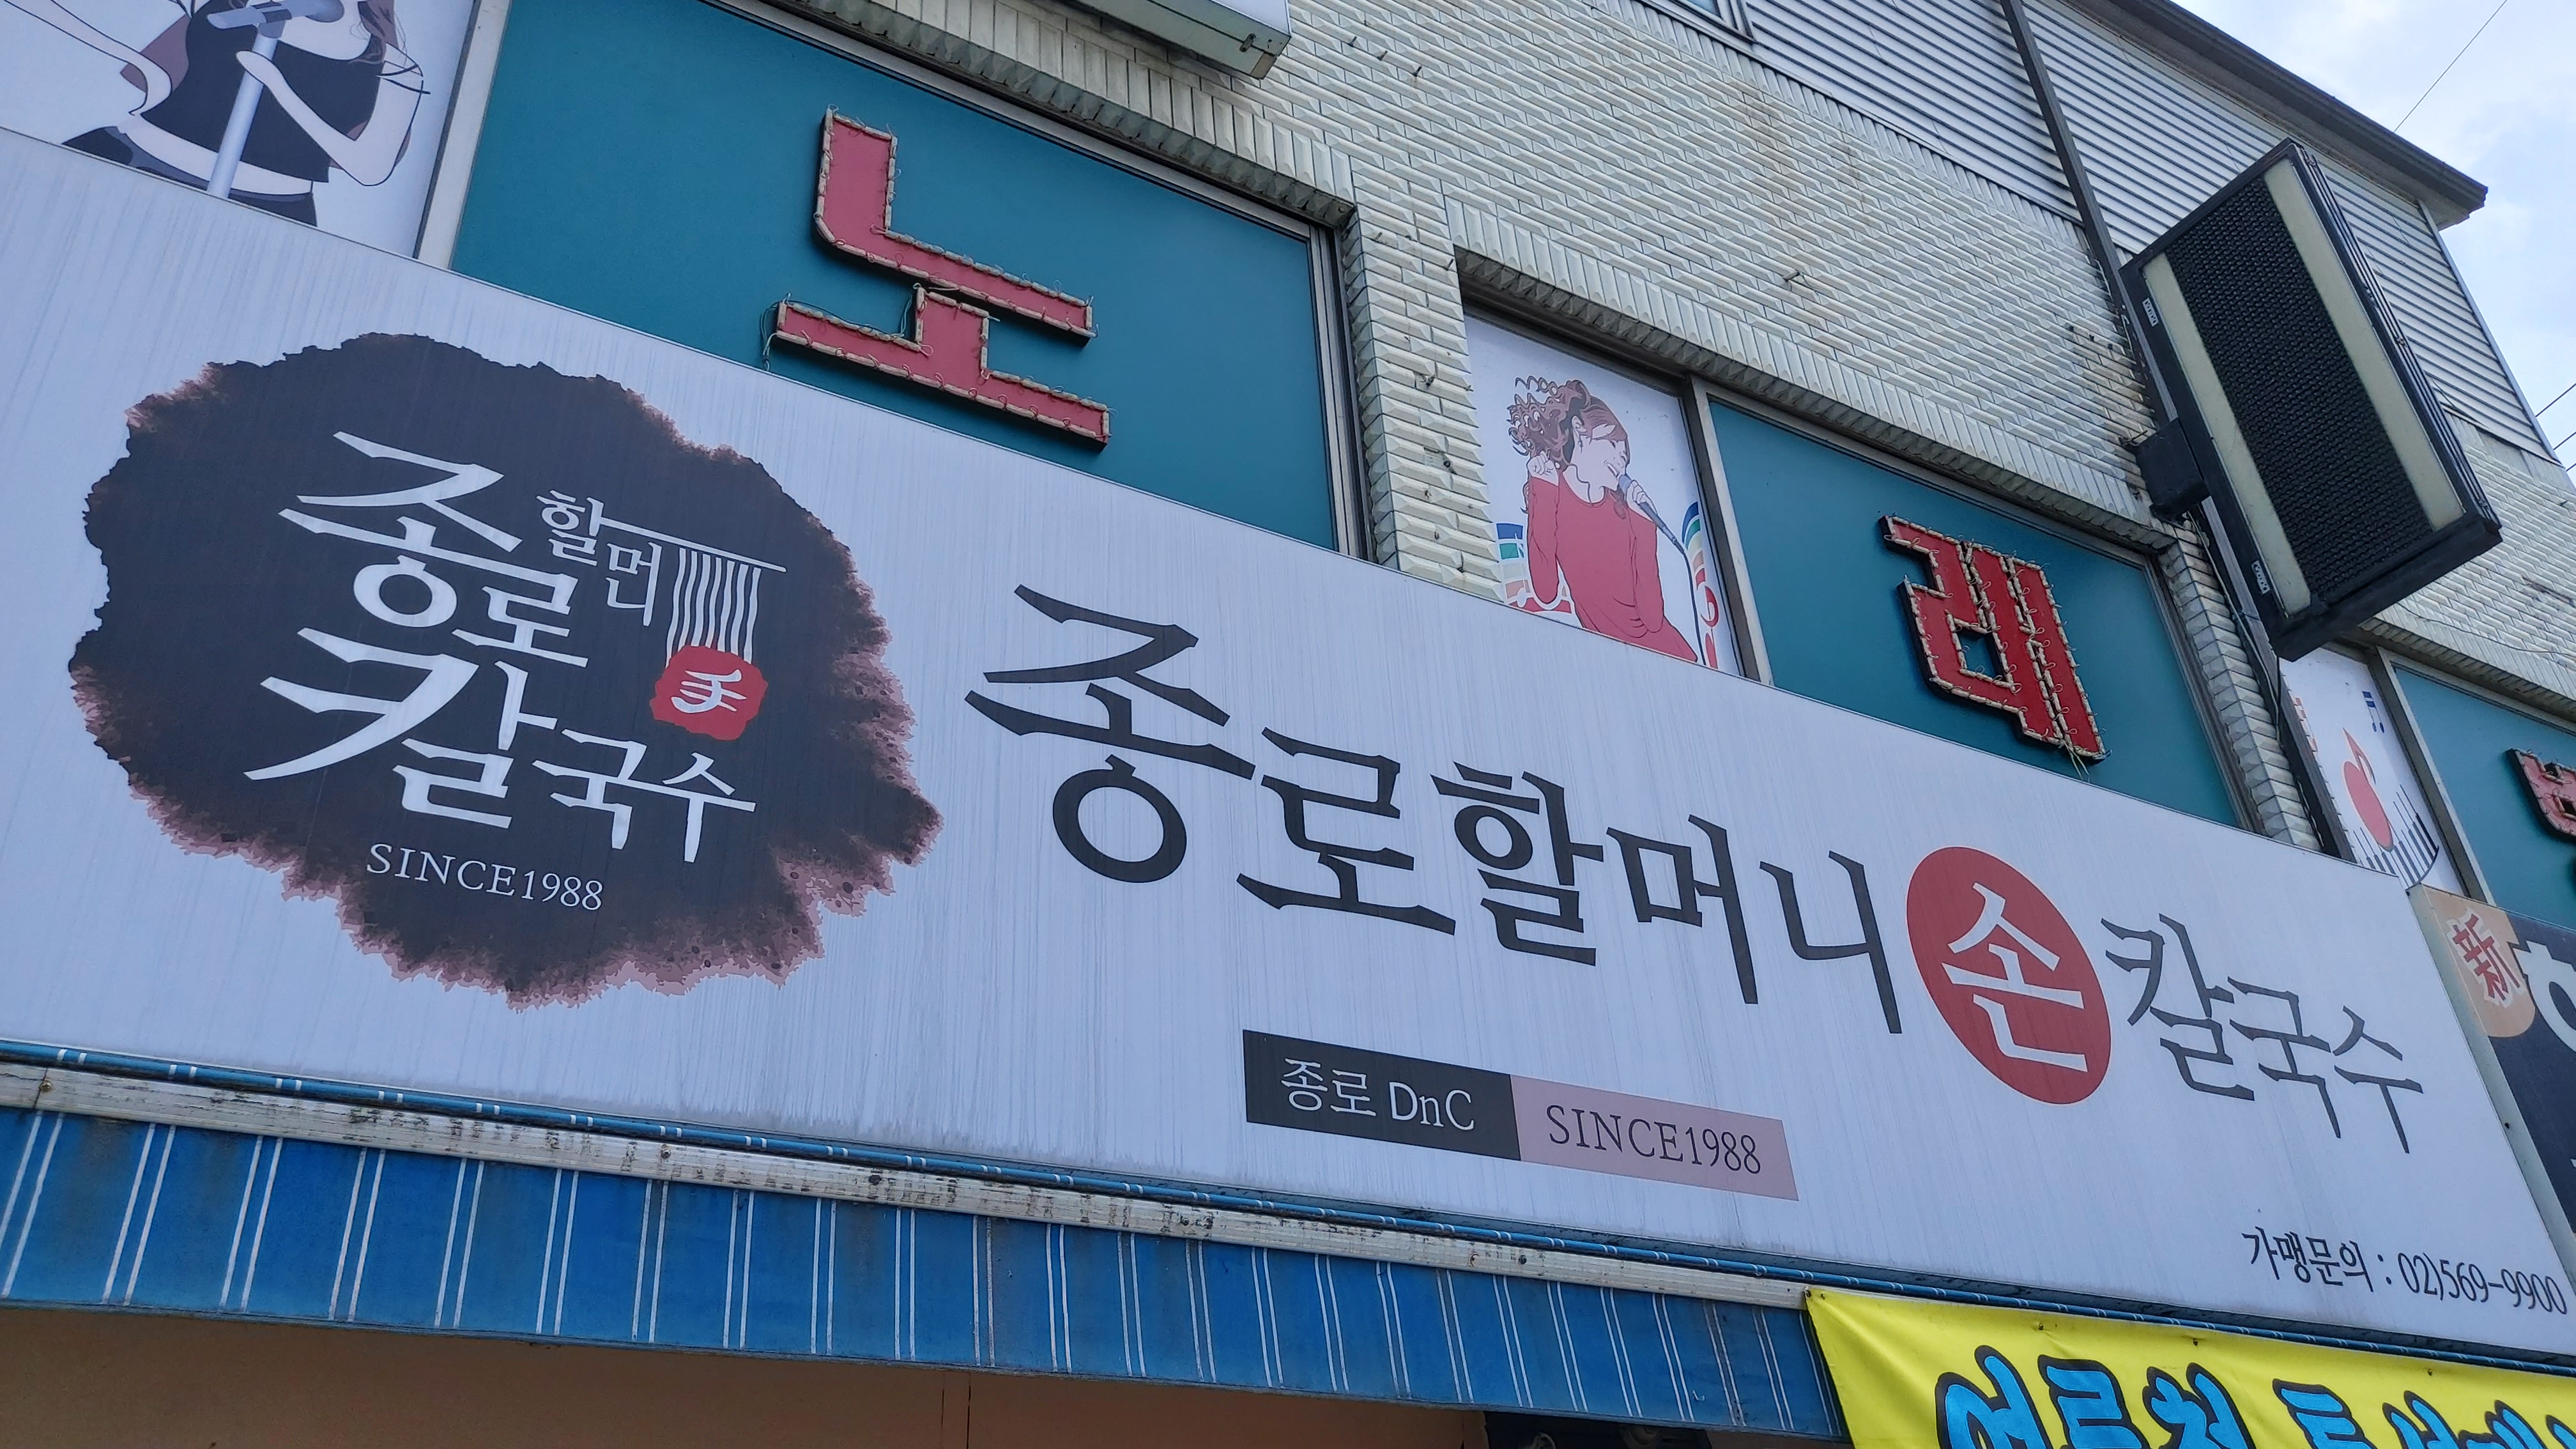 노 래
할머니
종로
칼국수
手
SINCE1988
종로할머니손칼국수
종로 DnC SINCE1988
가맹문의 : 02)569-9900
新